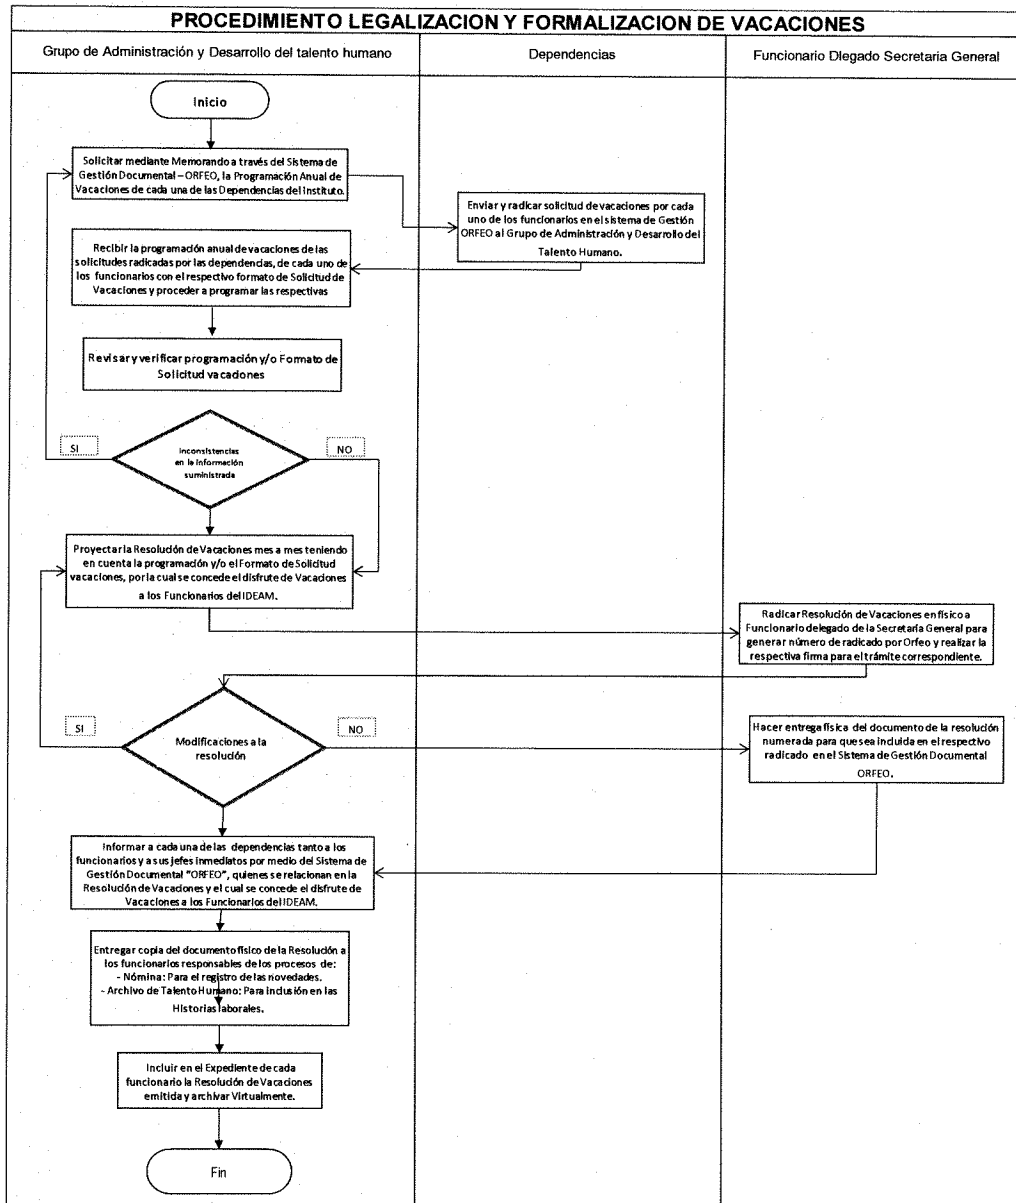 PROCEDIMIENTO LEGALIZACION Y FORMALIZACION DE VACACIONES
Grupo de Administración y Desarrollo del talento humano
Dependencias
Funcionario Dlegado Secretaria General
Inicio
Solicitar mediante Memorando a través del Sistema de
Gestión Documental – ORFEO, la Programación Anual de
Vacaciones de cada una de las Dependencias del Instituto.
Enviar y radicar solicitud de vacaciones por cada
uno de los funcionarios en el sistema de Gestión
ORFEO al Grupo de Administración y Desarrollo del
Talento Humano.
Recibir la programación anual de vacaciones de las
solicitudes radicadas por las dependencias, de cada uno de
los funcionarios con el respectivo formato de Solicitud de
Vacaciones y proceder a programar las respectivas
Revisar y verificar programación y/o Formato de
Solicitud vacaciones
SI
Inconsistencias
en la información
suministrada
NO
Proyectar la Resolución de Vacaciones mes a mes teniendo
en cuenta la programación y/o el Formato de Solicitud
vacaciones, por la cual se concede el disfrute de Vacaciones
a los Funcionarios del IDEAM.
Radicar Resolución de Vacaciones en físico a
Funcionario delegado de la Secretaría General para
generar número de radicado por Orfeo y realizar la
respectiva firma para el trámite correspondiente.
SI
Modificaciones a la
resolución
NO
Hacer entrega física del documento de la resolución
numerada para que sea incluida en el respectivo
radicado en el Sistema de Gestión Documental
ORFEO.
Informar a cada una de las dependencias tanto a los
funcionarios y a sus jefes inmediatos por medio del Sistema de
Gestión Documental "ORFEO", quienes se relacionan en la
Resolución de Vacaciones y el cual se concede el disfrute de
Vacaciones a los Funcionarios del IDEAM.
Entregar copia del documento físico de la Resolución a
los funcionarios responsables de los procesos de:
- Nómina: Para el registro de las novedades.
- Archivo de Talento Humano: Para inclusión en las
Historias laborales.
Incluir en el Expediente de cada
funcionario la Resolución de Vacaciones
emitida y archivar Virtualmente.
Fin